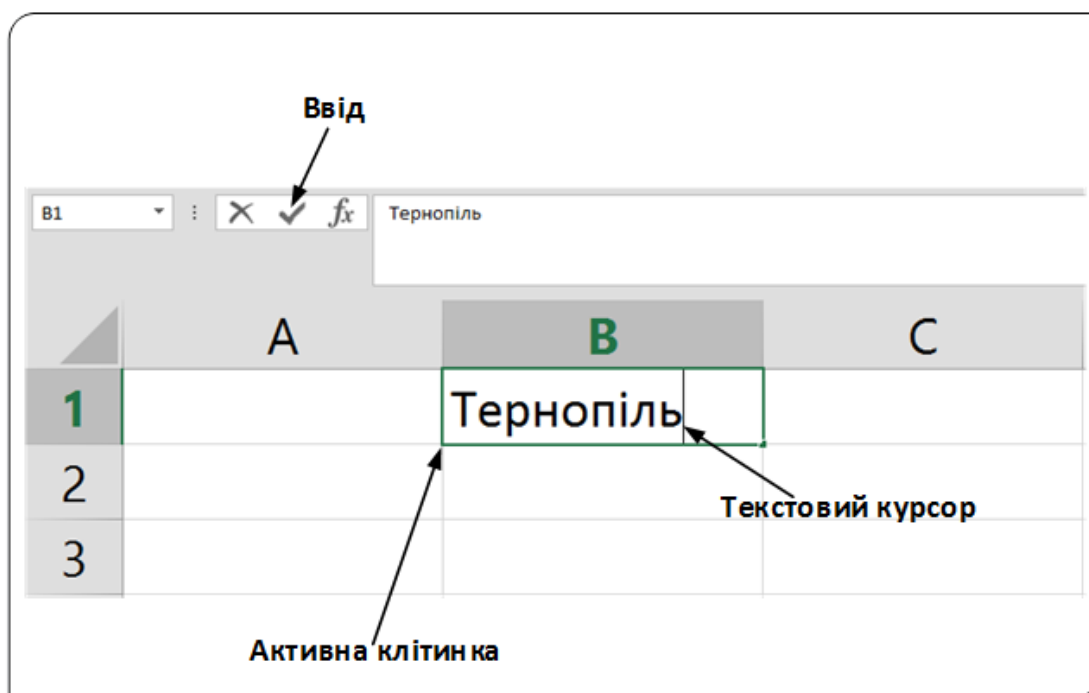 Ввід
B1 fx Тернопіль
A B C
1 Тернопіль
2
Текстовий курсор
3
Активна клітинка